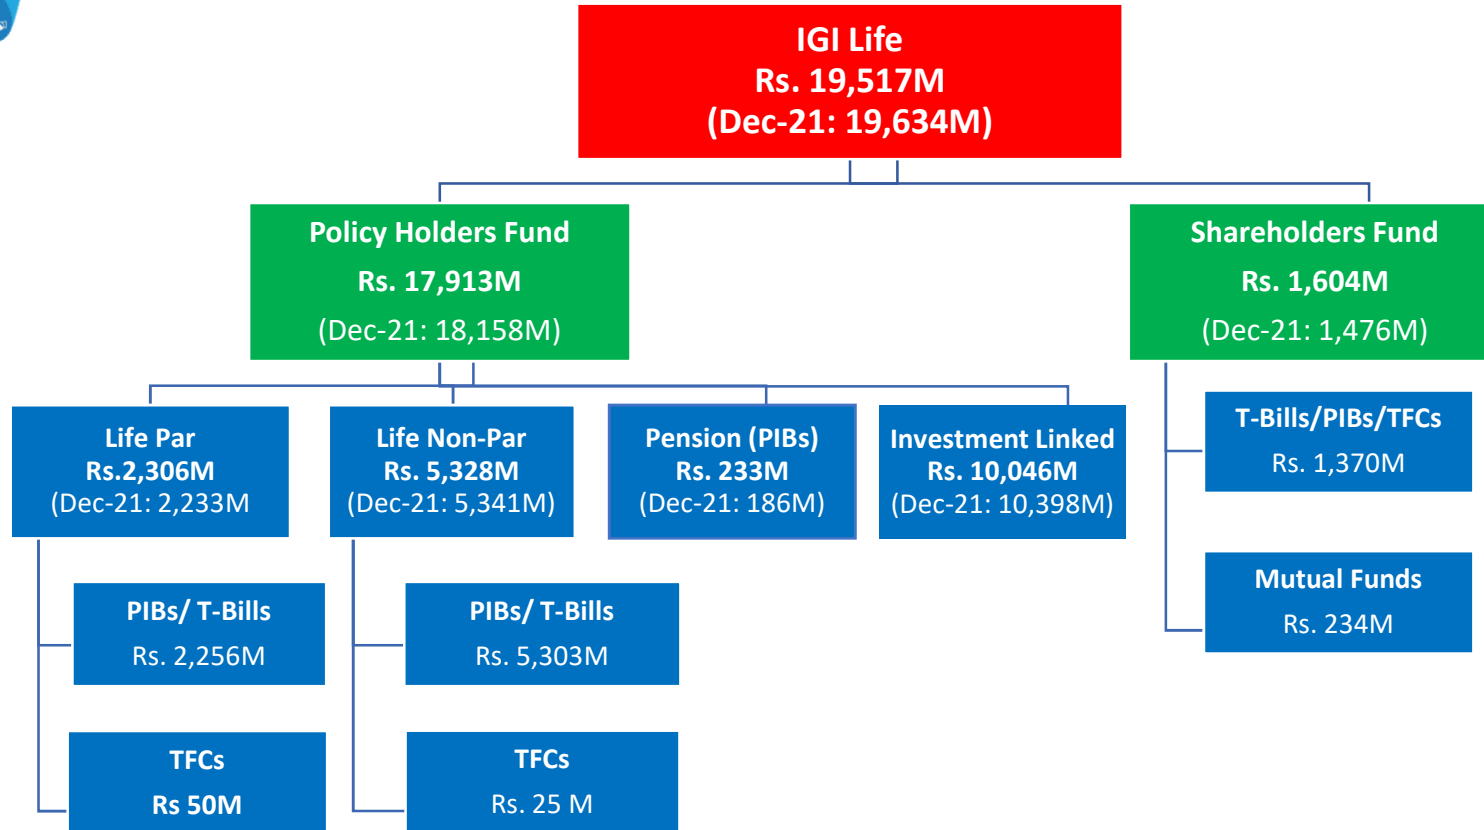 IGI Life
Rs. 19,517M
(Dec-21: 19,634M)
Policy Holders Fund
Rs. 17,913M
(Dec-21: 18,158M)
Shareholders Fund
Rs. 1,604M
(Dec-21: 1,476M)
Life Par
Rs.2,306M
(Dec-21: 2,233M
Life Non-Par
Rs. 5,328M
(Dec-21: 5,341M)
Pension (PIBs)
Rs. 233M
(Dec-21: 186M)
Investment Linked
Rs. 10,046M
(Dec-21: 10,398M)
T-Bills/PIBs/TFCs
Rs. 1,370M
PIBs/ T-Bills
Rs. 2,256M
PIBs/ T-Bills
Rs. 5,303M
Mutual Funds
Rs. 234M
TFCs
Rs 50M
TFCs
Rs. 25 M